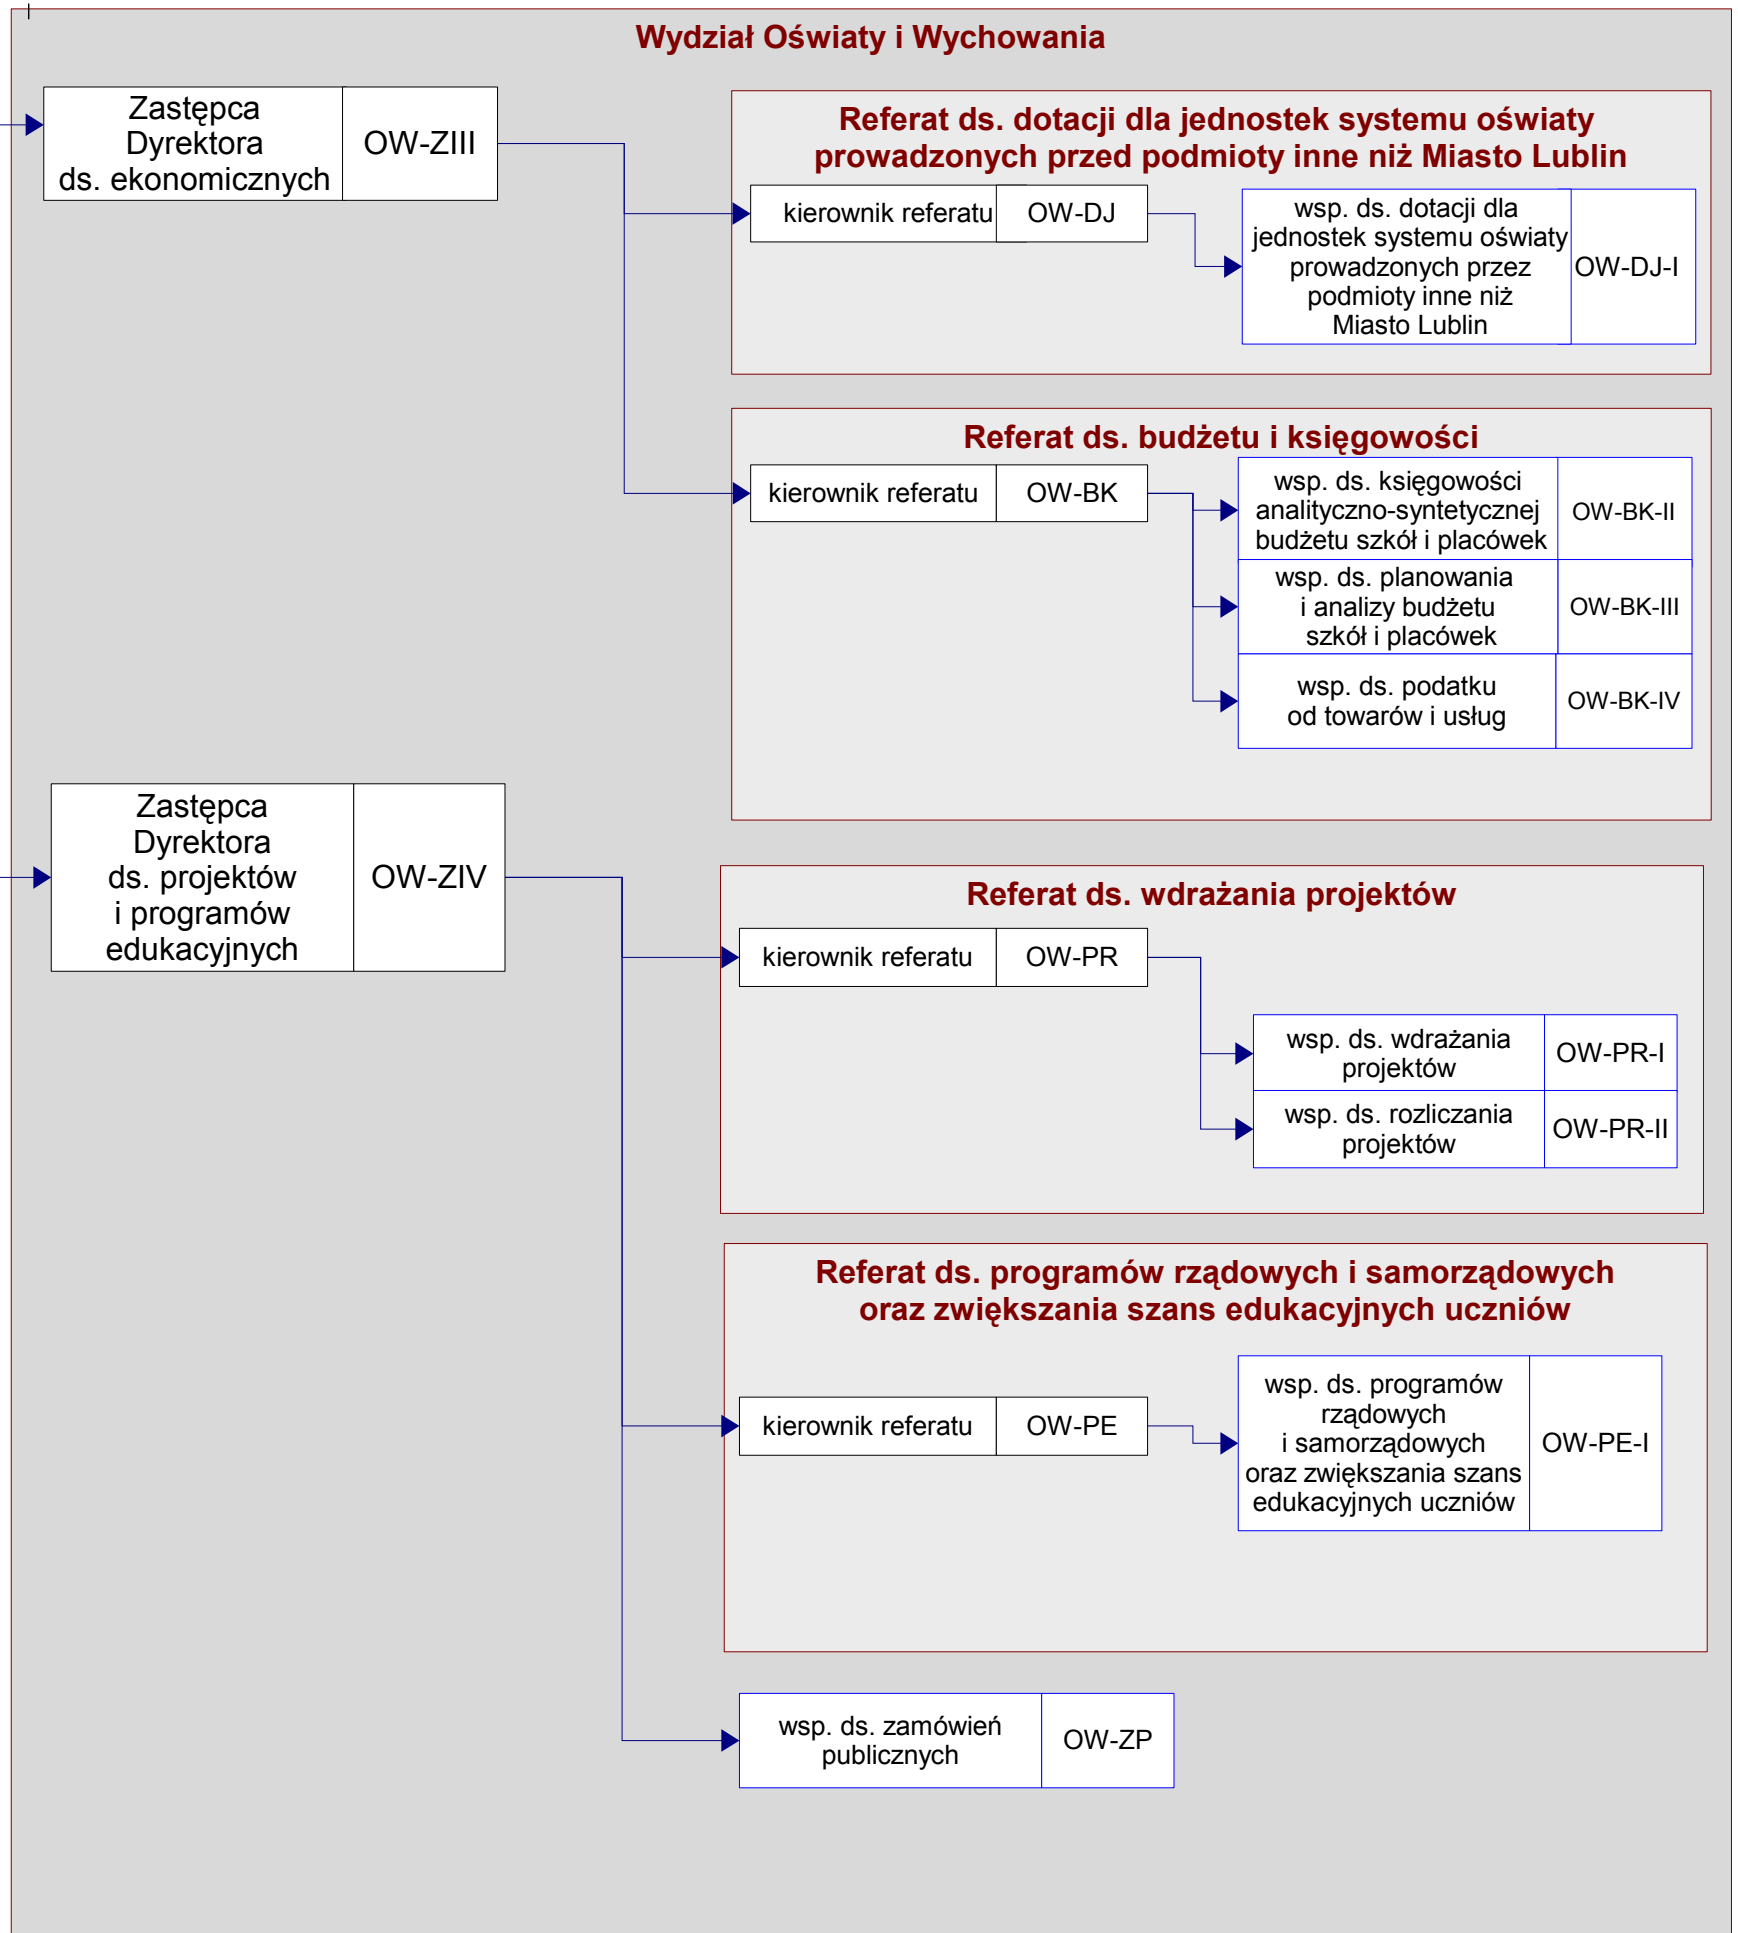 Wydział Oświaty i Wychowania
Zastępca
Dyrektora
ds. ekonomicznych
OW-ZIII
Referat ds. dotacji dla jednostek systemu oświaty
prowadzonych przed podmioty inne niż Miasto Lublin
kierownik referatu
OW-DJ
wsp. ds. dotacji dla
jednostek systemu oświaty
prowadzonych przez
podmioty inne niż
Miasto Lublin
OW-DJ-I
Referat ds. budżetu i księgowości
kierownik referatu
OW-BK
wsp. ds. księgowości
analityczno-syntetycznej
budżetu szkół i placówek
OW-BK-II
wsp. ds. planowania
i analizy budżetu
szkół i placówek
OW-BK-III
wsp. ds. podatku
od towarów i usług
OW-BK-IV
Zastępca
Dyrektora
ds. projektów
i programów
edukacyjnych
OW-ZIV
Referat ds. wdrażania projektów
kierownik referatu
OW-PR
wsp. ds. wdrażania
projektów
OW-PR-I
wsp. ds. rozliczania
projektów
OW-PR-II
Referat ds. programów rządowych i samorządowych
oraz zwiększania szans edukacyjnych uczniów
kierownik referatu
OW-PE
wsp. ds. programów
rządowych
i samorządowych
oraz zwiększania szans
edukacyjnych uczniów
OW-PE-I
wsp. ds. zamówień
publicznych
OW-ZP